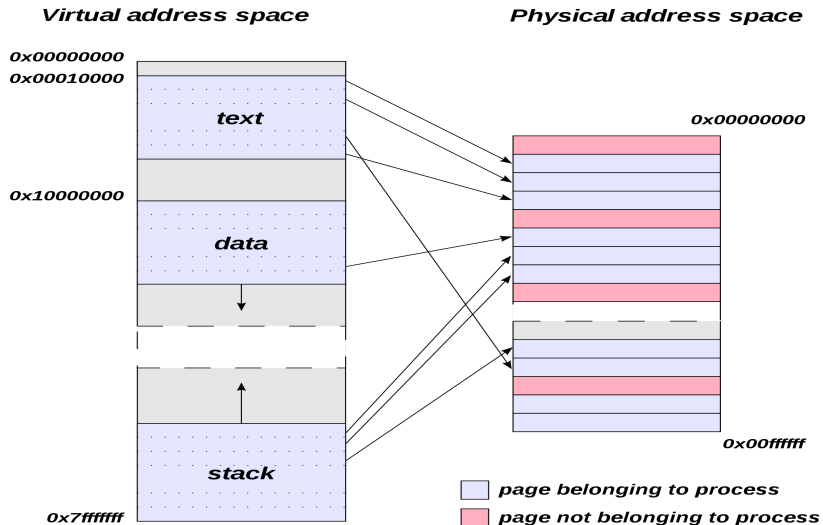 Virtual address space
Physical address space
0x00000000
0x00010000
text
0x00000000
0x10000000
data
stack
0x00ffffff
page belonging to process
0x7fffffff
page not belonging to process